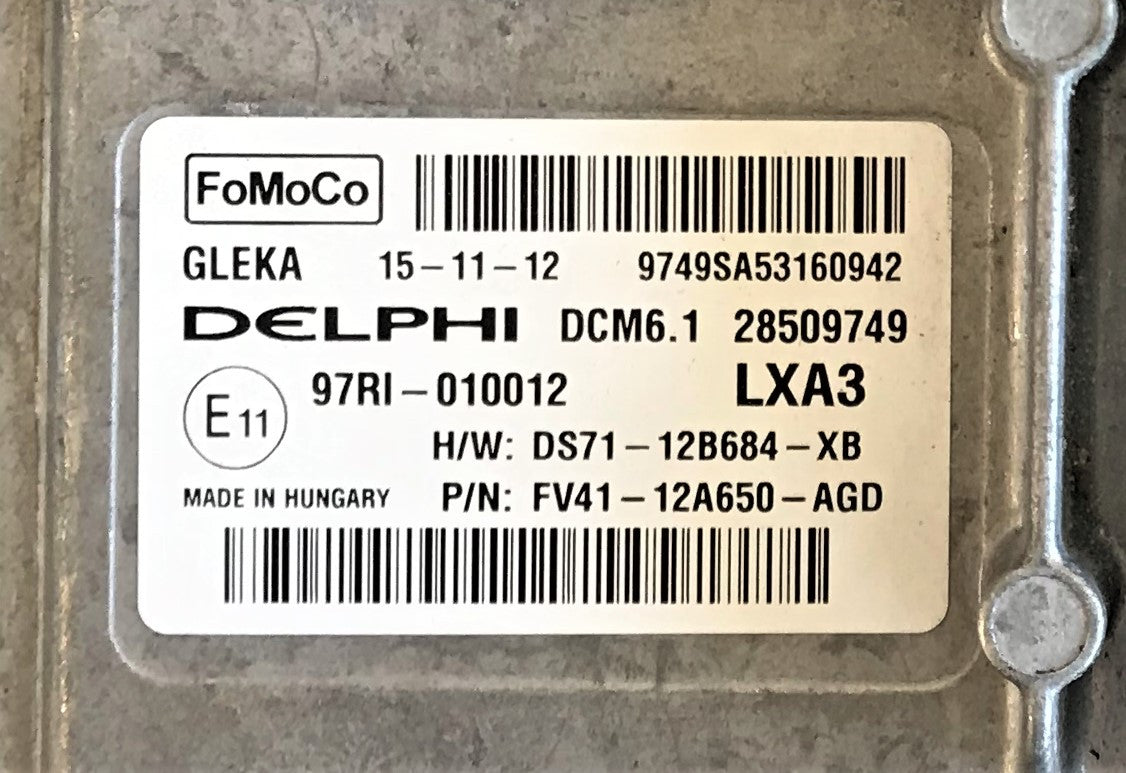 FoMoCo
GLEKA 15-11-12 9749SA53160942
DELPHI DCM6.1 28509749
E11 97RI-010012 LXA3
H/W: DS71-12B684-XB
MADE IN HUNGARY P/N: FV41-12A650-AGD